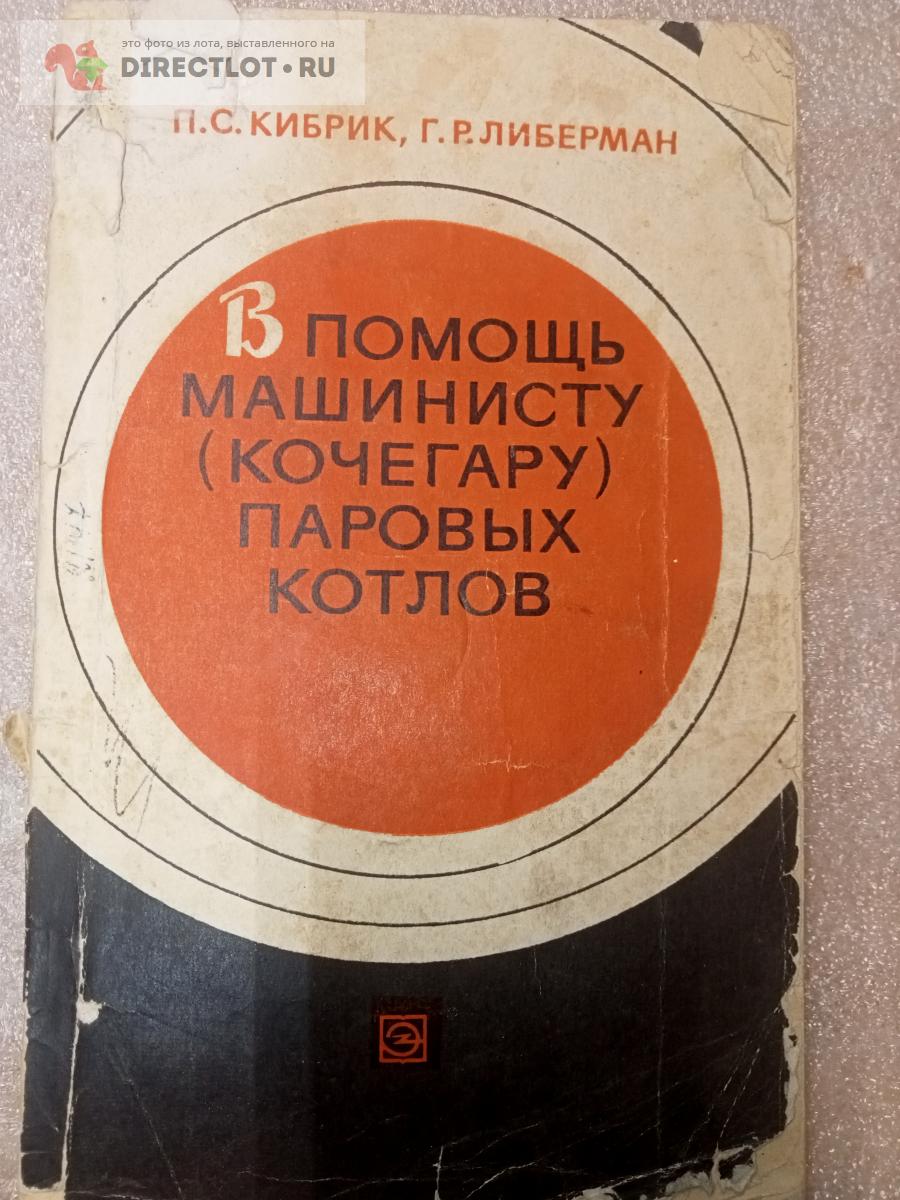 это фото из лота, выставленного на
DIRECTLOT.RU
П.С. КИБРИК, Г.Р. ЛИБЕРМАН
В ПОМОЩЬ
МАШИНИСТУ
(КОЧЕГАРУ)
ПАРОВЫХ
КОТЛОВ